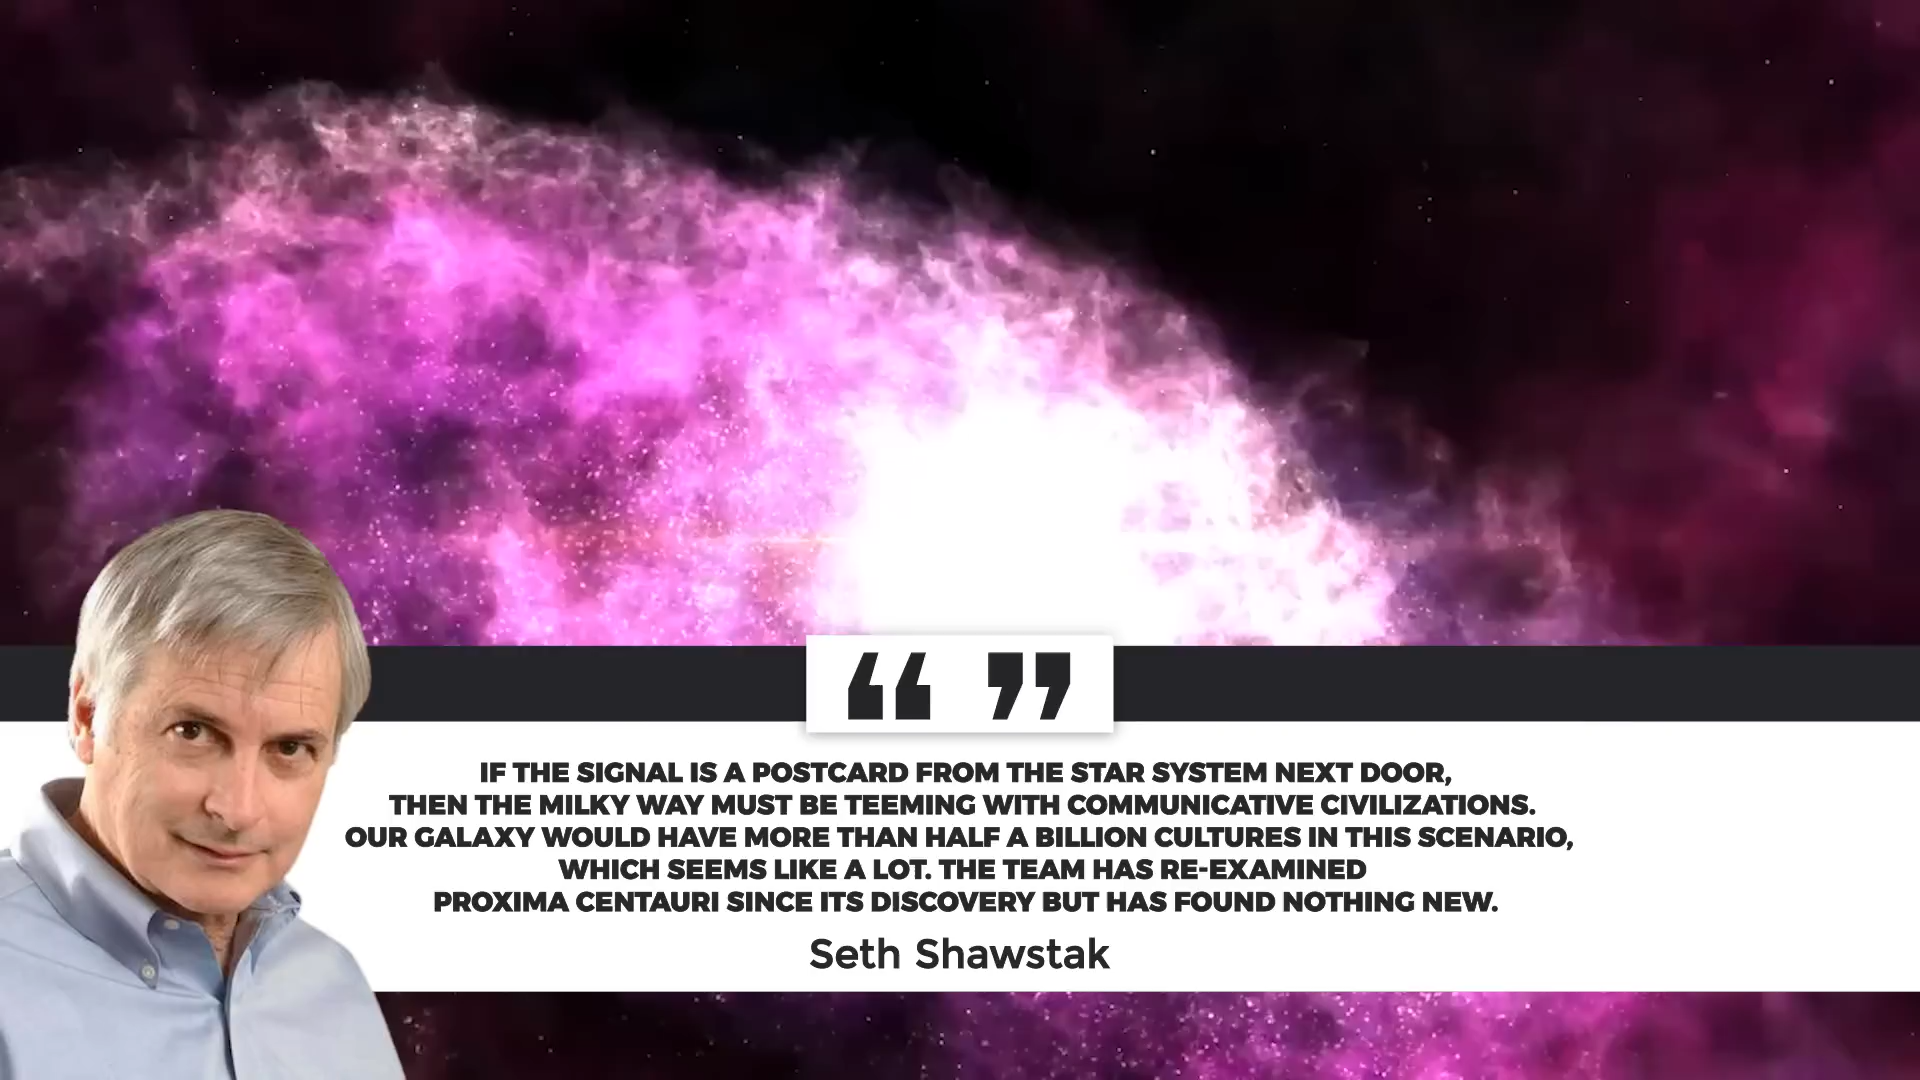 “ ”
IF THE SIGNAL IS A POSTCARD FROM THE STAR SYSTEM NEXT DOOR,
THEN THE MILKY WAY MUST BE TEEMING WITH COMMUNICATIVE CIVILIZATIONS.
OUR GALAXY WOULD HAVE MORE THAN HALF A BILLION CULTURES IN THIS SCENARIO,
WHICH SEEMS LIKE A LOT. THE TEAM HAS RE-EXAMINED
PROXIMA CENTAURI SINCE ITS DISCOVERY BUT HAS FOUND NOTHING NEW.
Seth Shawstak